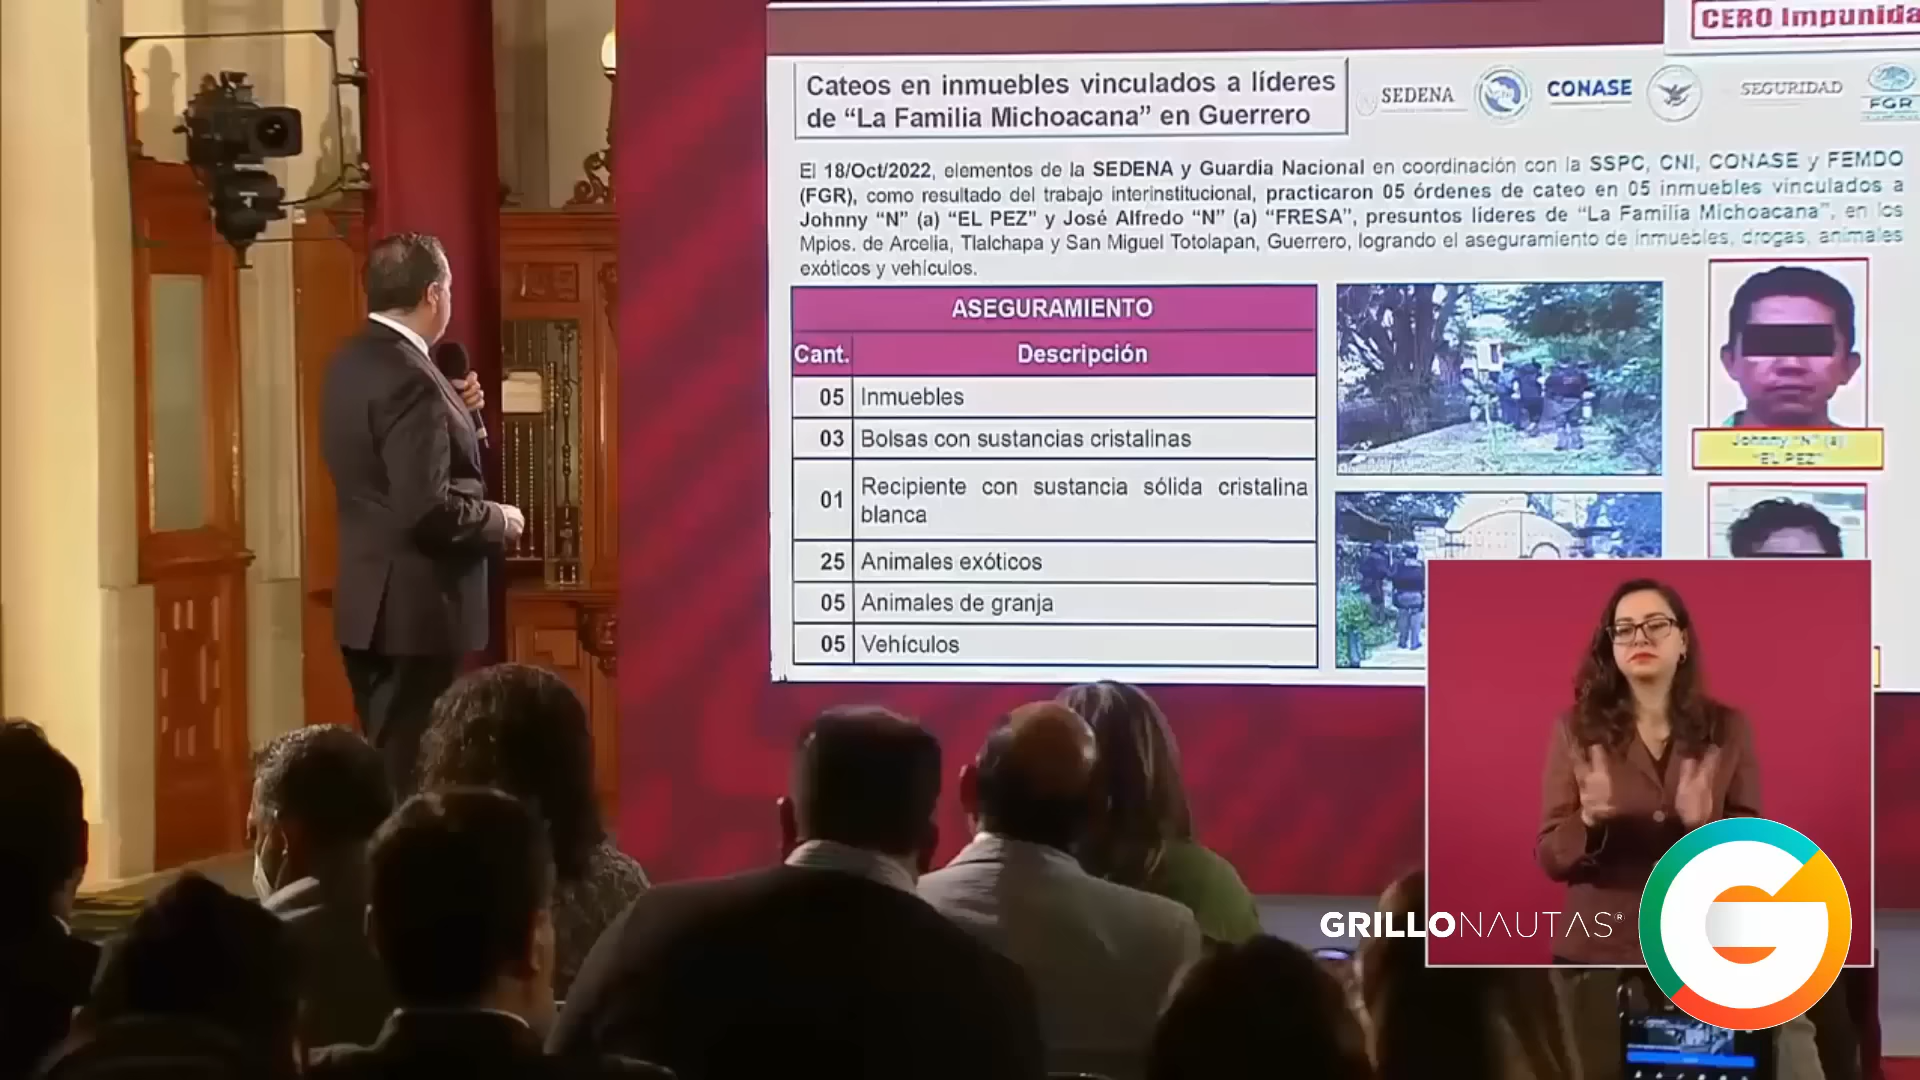 CERO Impunida
Cateos en inmuebles vinculados a líderes
de “La Familia Michoacana” en Guerrero
SEDENA
CONASE
SEGURIDAD
FGR
El 18/Oct/2022, elementos de la SEDENA y Guardia Nacional en coordinación con la SSPC, CNI, CONASE y FEMDO
(FGR), como resultado del trabajo interinstitucional, practicaron 05 órdenes de cateo en 05 inmuebles vinculados a
Johnny “N” (a) “EL PEZ” y José Alfredo “N” (a) “FRESA”, presuntos líderes de “La Familia Michoacana”, en los
Mpios. de Arcelia, Tlalchapa y San Miguel Totolapan, Guerrero, logrando el aseguramiento de inmuebles, drogas, animales
exóticos y vehículos.
ASEGURAMIENTO
Cant. Descripción
05 Inmuebles
03 Bolsas con sustancias cristalinas
01 Recipiente con sustancia sólida cristalina
blanca
25 Animales exóticos
05 Animales de granja
05 Vehículos
Johnny “N” (a)
“EL PEZ”
GRILLONAUTAS®
G